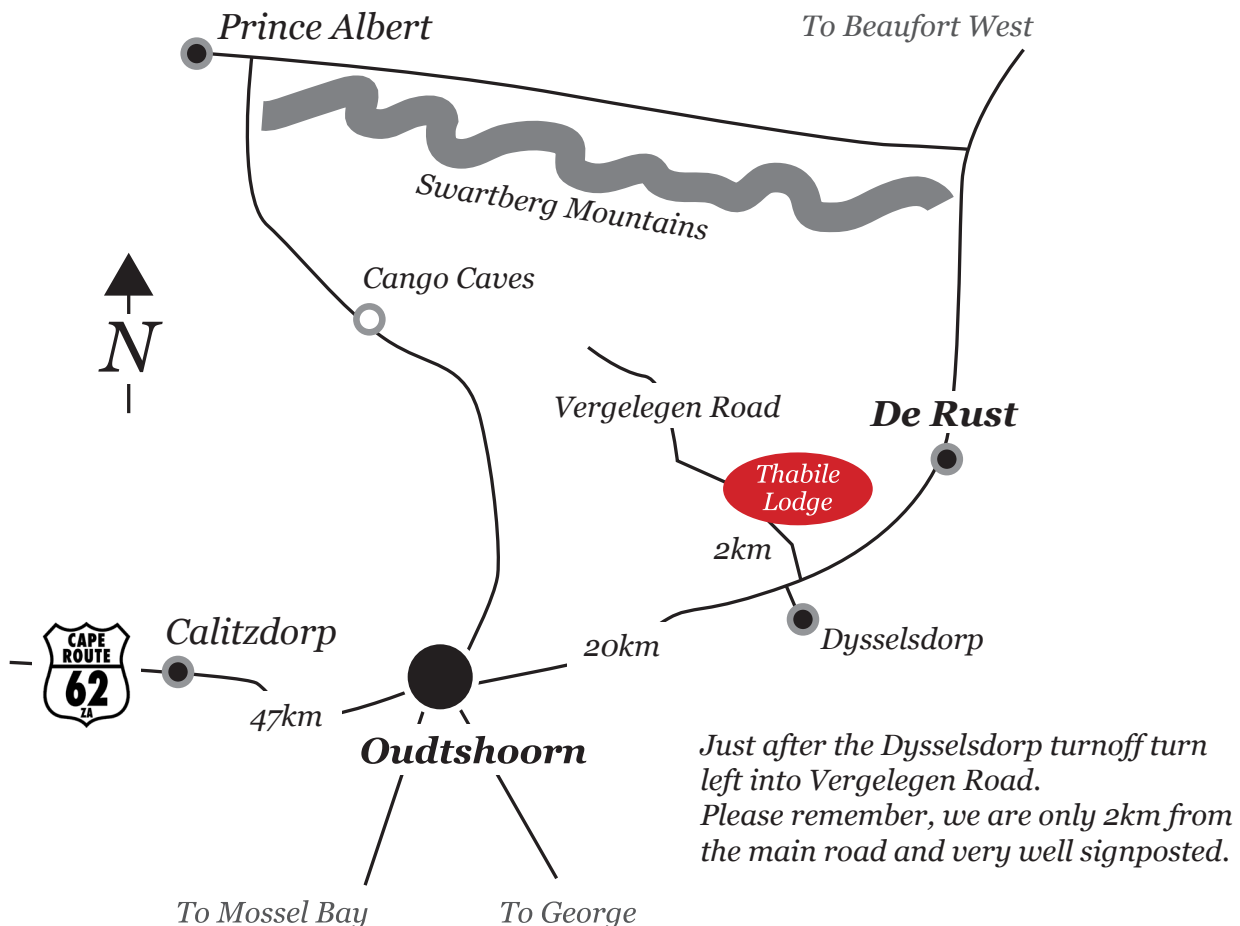 Prince Albert
To Beaufort West
Swartberg Mountains
Cango Caves
N
Vergelegen Road
De Rust
Thabile
Lodge
2km
CAPE
ROUTE
62
ZA
Calitzdorp
20km
Dysselsdorp
47km
Oudtshoorn
Just after the Dysselsdorp turnoff turn
left into Vergelegen Road.
Please remember, we are only 2km from
the main road and very well signposted.
To Mossel Bay
To George